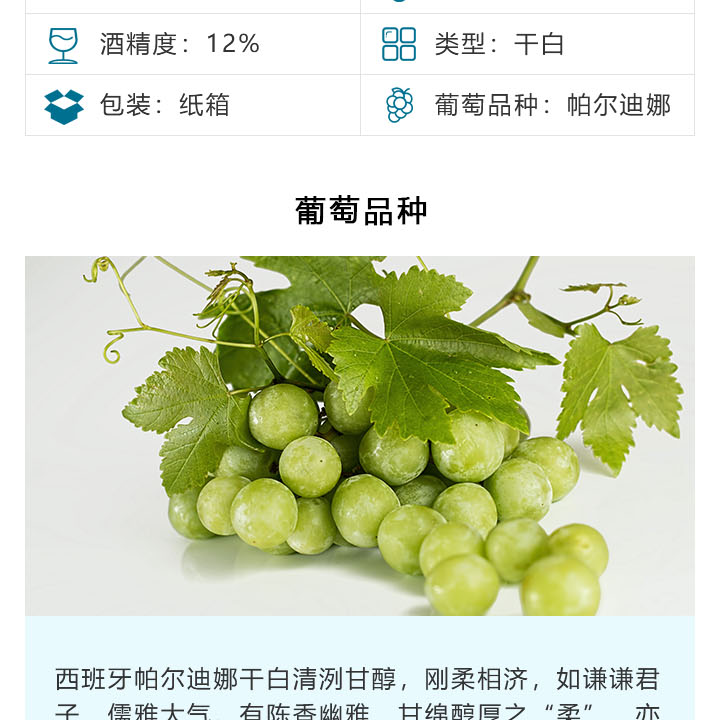 酒精度：12%
类型：干白
包装：纸箱
葡萄品种：帕尔迪娜
葡萄品种
西班牙帕尔迪娜干白清洌甘醇，刚柔相济，如谦谦君
子，儒雅大气。有陈香幽雅、甘绵醇厚之“柔”，亦